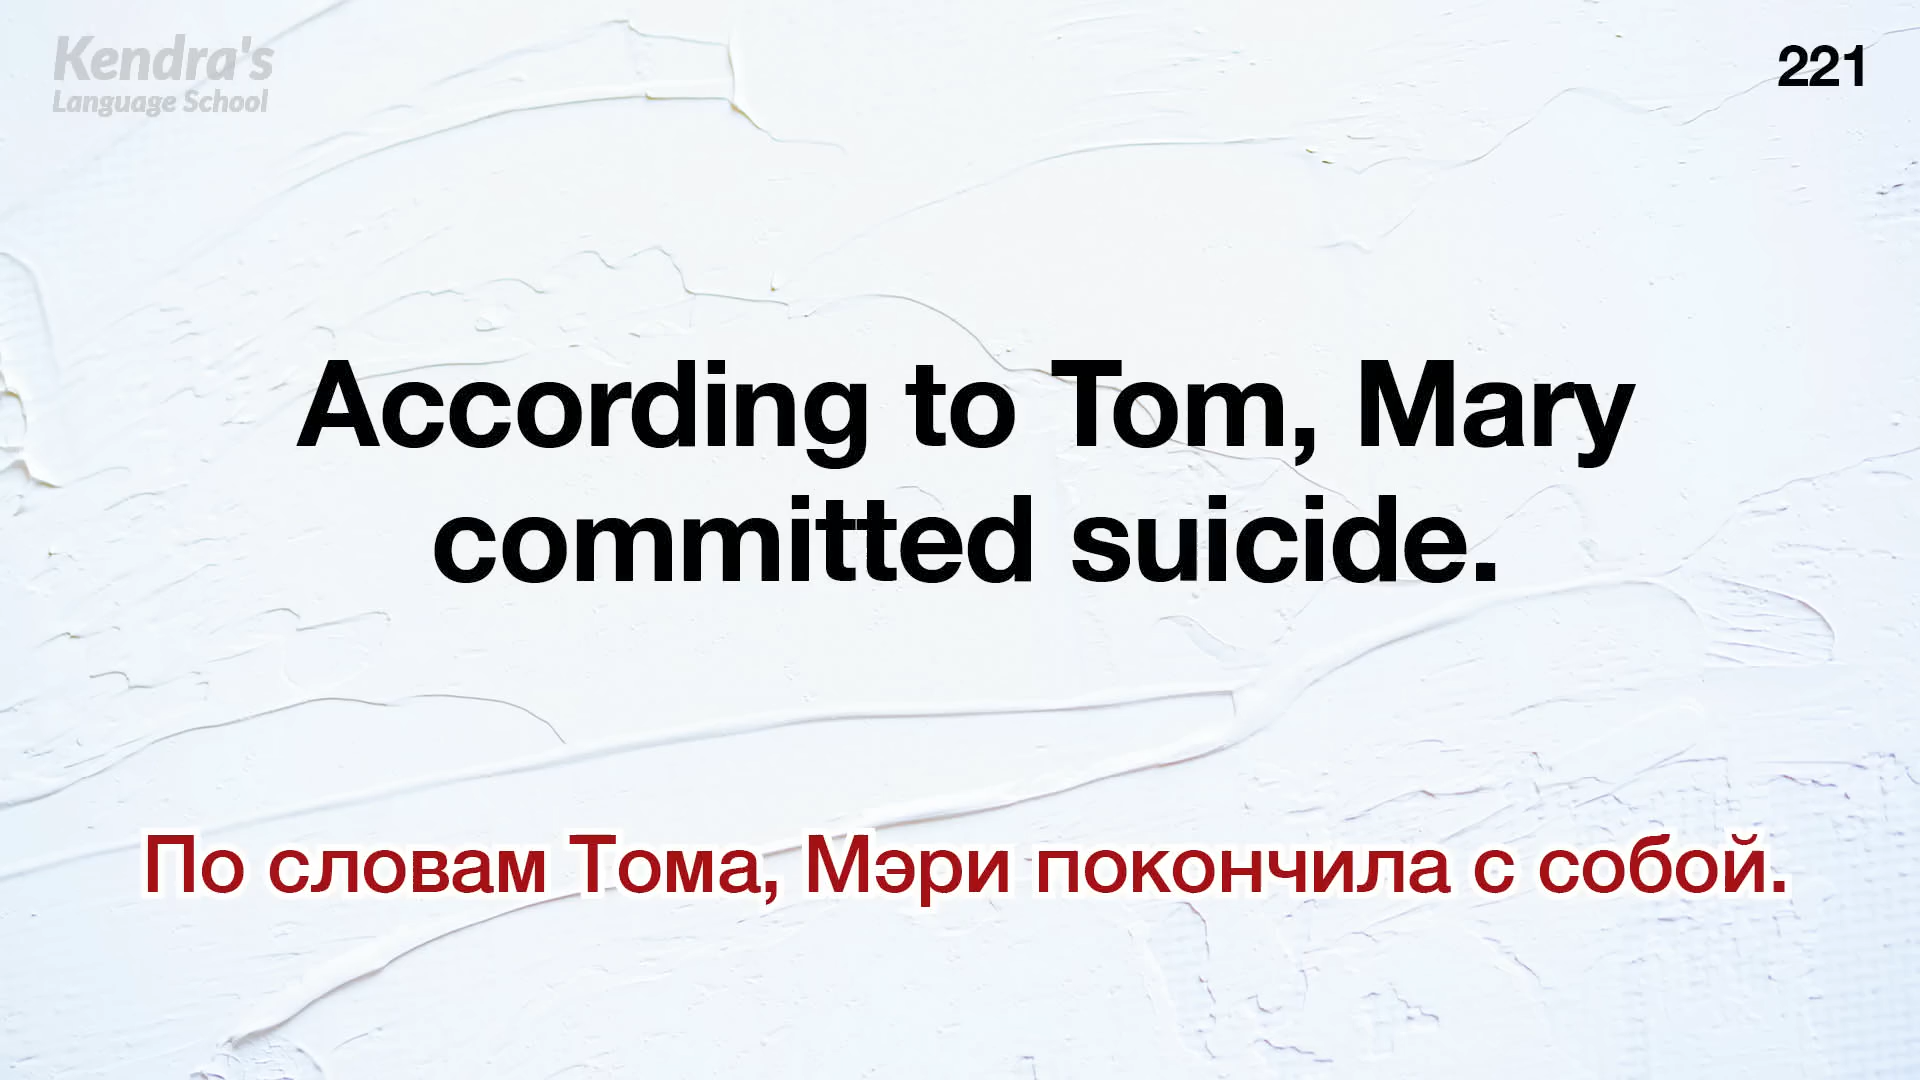 Kendra's
Language School
221
According to Tom, Mary
committed suicide.
По словам Тома, Мэри покончила с собой.